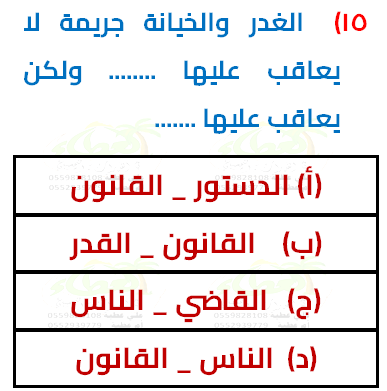 ١٥) الغدر والخيانة جريمة لا
يعاقب عليها ........ ولكن
يعاقب عليها .......
(أ) الدستور _ القانون
(ب) القانون _ القدر
(ج) القاضي _ الناس
(د) الناس _ القانون